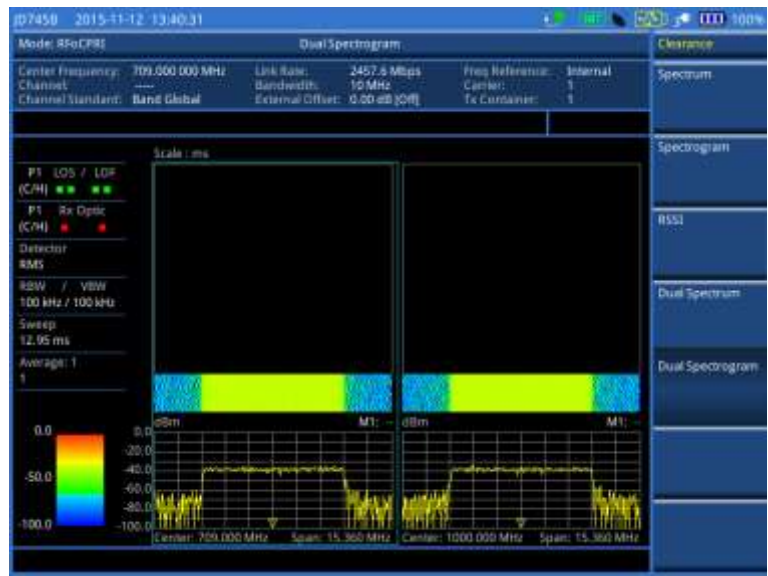 JD745B 2015-11-12 13:40:31 100%
Mode: RFoCPRI Dual Spectrogram Clearance
Center Frequency: 709.000 000 MHz Link Rate: 2457.6 Mbps Freq Reference: Internal
Channel: ---- Bandwidth: 10 MHz Carrier: 1
Channel Standard: Band Global External Offset: 0.00 dB [Off] Tx Container: 1
Spectrum
Spectrogram
RSSI
Dual Spectrum
Dual Spectrogram
Scale : ms
P1 LOS / LOF
(C/H)
P1 Rx Optic
(C/H)
Detector
RMS
RBW / VBW
100 kHz / 100 kHz
Sweep
12.95 ms
Average: 1
1
0.0
-50.0
-100.0
dBm M1: --
0.0
-20.0
-40.0
-60.0
-80.0
-100.0
Center: 709.000 MHz Span: 15.360 MHz
dBm M1: --
Center: 1000.000 MHz Span: 15.360 MHz